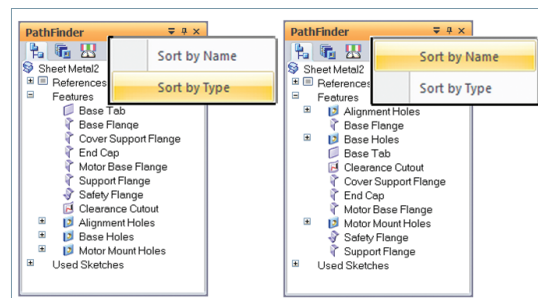 PathFinder
Sort by Name
Sort by Type
Sheet Metal2
References
Features
Base Tab
Base Flange
Cover Support Flange
End Cap
Motor Base Flange
Support Flange
Safety Flange
Clearance Cutout
Alignment Holes
Base Holes
Motor Mount Holes
Used Sketches
PathFinder
Sort by Name
Sort by Type
Sheet Metal2
References
Features
Alignment Holes
Base Flange
Base Holes
Base Tab
Clearance Cutout
Cover Support Flange
End Cap
Motor Base Flange
Motor Mount Holes
Safety Flange
Support Flange
Used Sketches